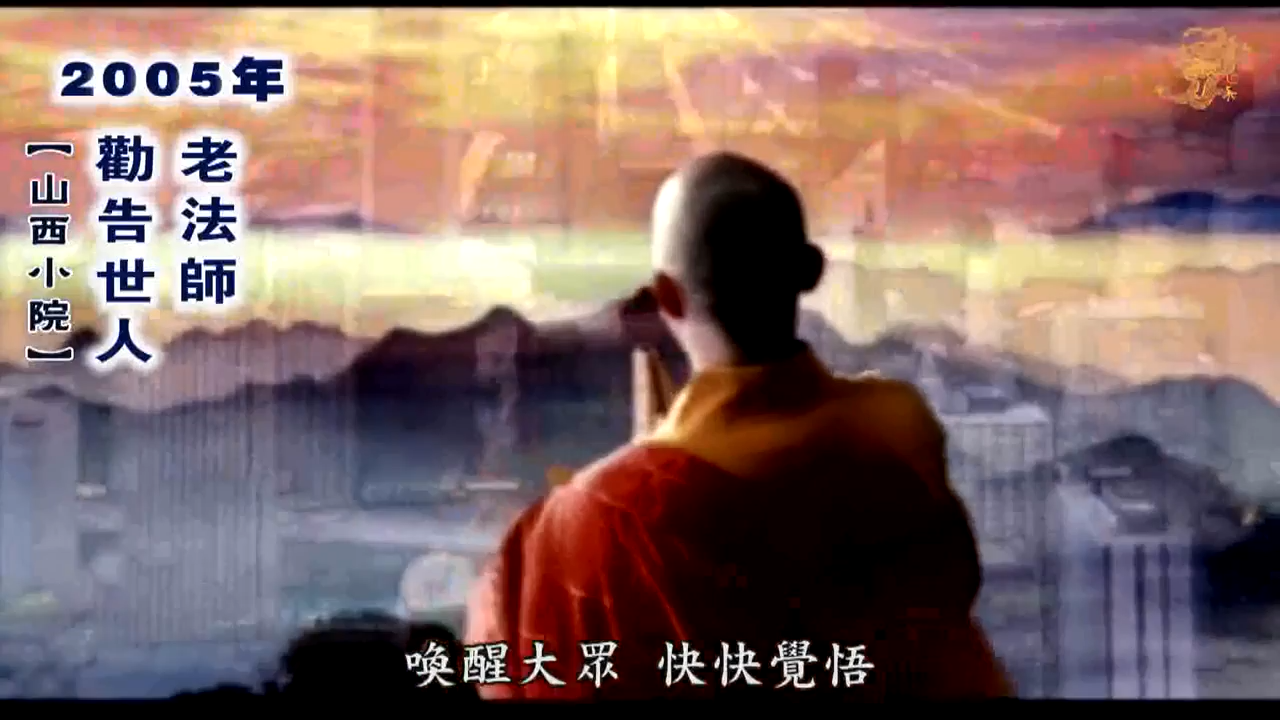 2005年
老法師
勸告世人
【山西小院】
喚醒大眾 快快覺悟